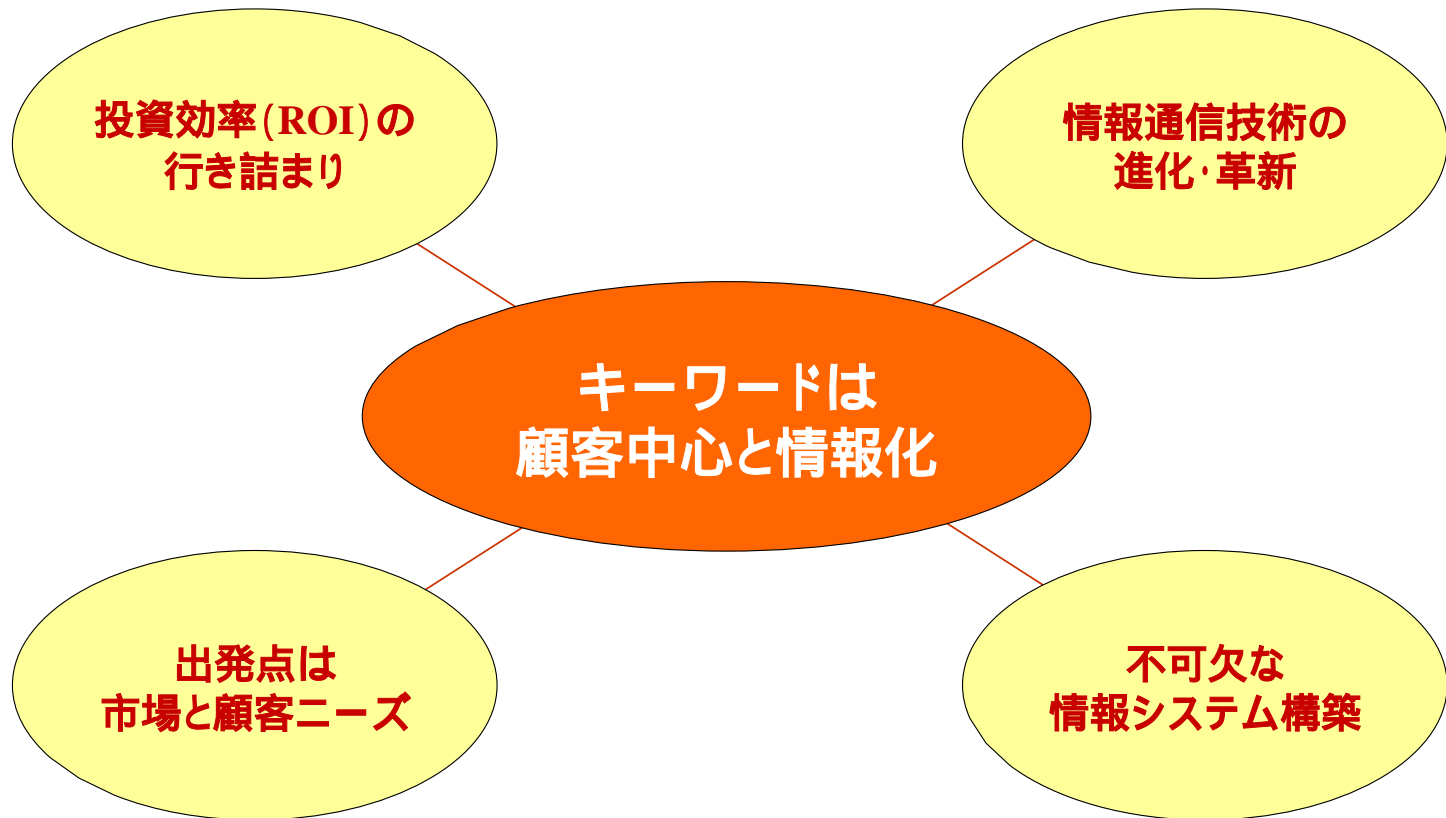 投資効率(ROI)の
行き詰まり
情報通信技術の
進化・革新
キーワードは
顧客中心と情報化
出発点は
市場と顧客ニーズ
不可欠な
情報システム構築